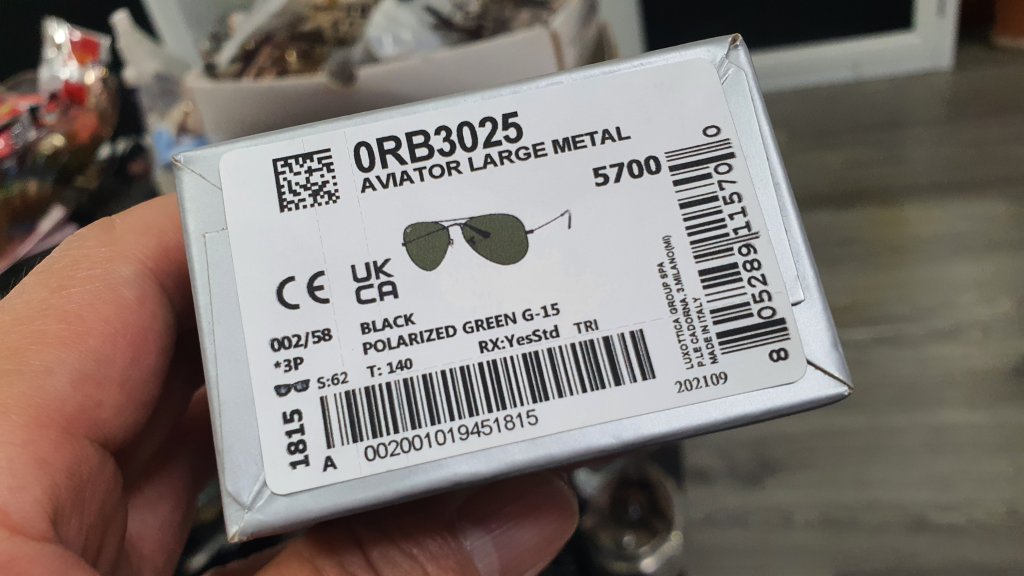 0RB3025
AVIATOR LARGE METAL
5700
CE
UK
CA
002/58
BLACK
*3P
POLARIZED GREEN G-15
S:62
T: 140
RX:YesStd
TRI
1815
A
002001019451815
202109
LUXOTTICA GROUP SPA
P.LE CADORNA, 3.MILANO(MI)
MADE IN ITALY
8 05289 11570 0